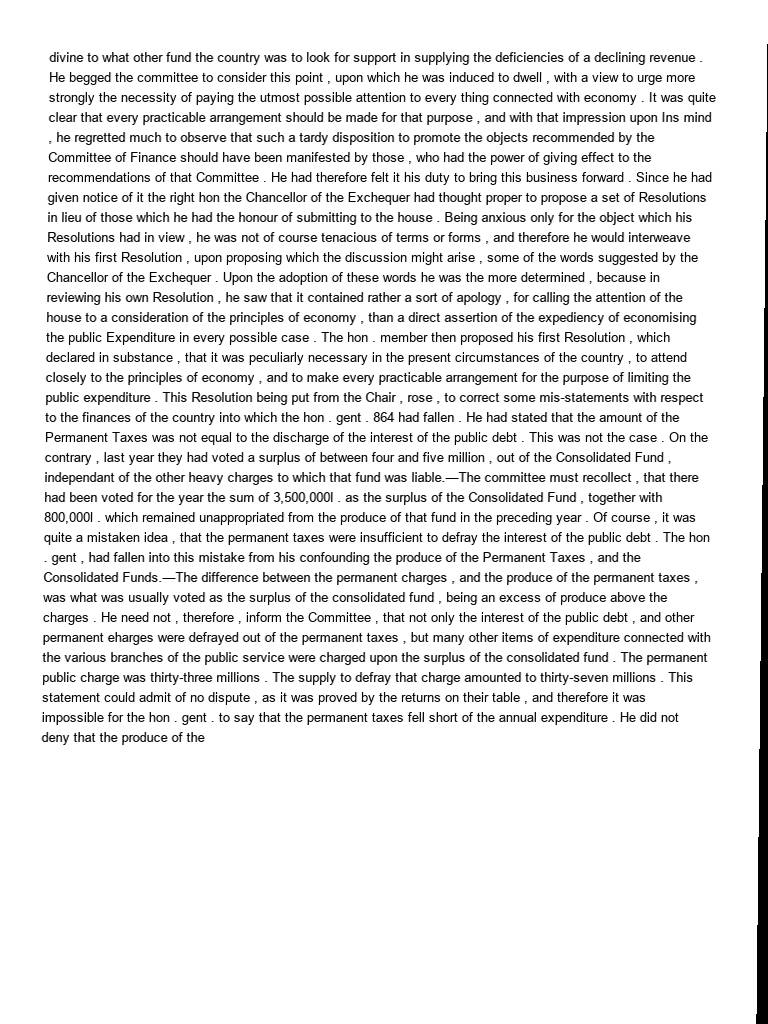 divine to what other fund the country was to look for support in supplying the deficiencies of a declining revenue .
He begged the committee to consider this point , upon which he was induced to dwell , with a view to urge more
strongly the necessity of paying the utmost possible attention to every thing connected with economy . It was quite
clear that every practicable arrangement should be made for that purpose , and with that impression upon Ins mind
, he regretted much to observe that such a tardy disposition to promote the objects recommended by the
Committee of Finance should have been manifested by those , who had the power of giving effect to the
recommendations of that Committee . He had therefore felt it his duty to bring this business forward . Since he had
given notice of it the right hon the Chancellor of the Exchequer had thought proper to propose a set of Resolutions
in lieu of those which he had the honour of submitting to the house . Being anxious only for the object which his
Resolutions had in view , he was not of course tenacious of terms or forms , and therefore he would interweave
with his first Resolution , upon proposing which the discussion might arise , some of the words suggested by the
Chancellor of the Exchequer . Upon the adoption of these words he was the more determined , because in
reviewing his own Resolution , he saw that it contained rather a sort of apology , for calling the attention of the
house to a consideration of the principles of economy , than a direct assertion of the expediency of economising
the public Expenditure in every possible case . The hon . member then proposed his first Resolution , which
declared in substance , that it was peculiarly necessary in the present circumstances of the country , to attend
closely to the principles of economy , and to make every practicable arrangement for the purpose of limiting the
public expenditure . This Resolution being put from the Chair , rose , to correct some mis-statements with respect
to the finances of the country into which the hon . gent . 864 had fallen . He had stated that the amount of the
Permanent Taxes was not equal to the discharge of the interest of the public debt . This was not the case . On the
contrary , last year they had voted a surplus of between four and five million , out of the Consolidated Fund ,
independant of the other heavy charges to which that fund was liable.—The committee must recollect , that there
had been voted for the year the sum of 3,500,000l . as the surplus of the Consolidated Fund , together with
800,000l . which remained unappropriated from the produce of that fund in the preceding year . Of course , it was
quite a mistaken idea , that the permanent taxes were insufficient to defray the interest of the public debt . The hon
. gent , had fallen into this mistake from his confounding the produce of the Permanent Taxes , and the
Consolidated Funds.—The difference between the permanent charges , and the produce of the permanent taxes ,
was what was usually voted as the surplus of the consolidated fund , being an excess of produce above the
charges . He need not , therefore , inform the Committee , that not only the interest of the public debt , and other
permanent eharges were defrayed out of the permanent taxes , but many other items of expenditure connected with
the various branches of the public service were charged upon the surplus of the consolidated fund . The permanent
public charge was thirty-three millions . The supply to defray that charge amounted to thirty-seven millions . This
statement could admit of no dispute , as it was proved by the returns on their table , and therefore it was
impossible for the hon . gent . to say that the permanent taxes fell short of the annual expenditure . He did not
deny that the produce of the